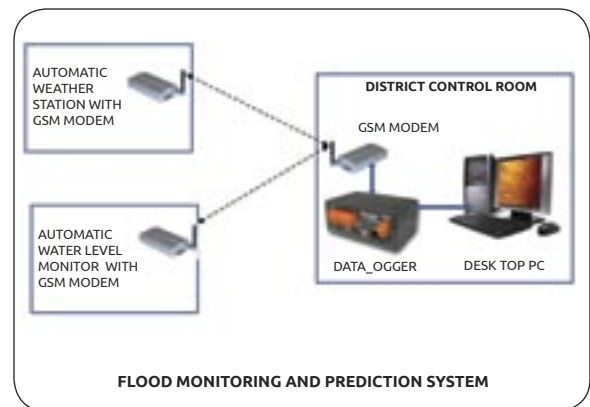 AUTOMATIC
WEATHER
STATION WITH
GSM MODEM
DISTRICT CONTROL ROOM
GSM MODEM
AUTOMATIC
WATER LEVEL
MONITOR WITH
GSM MODEM
DATA_OGGER
DESK TOP PC
FLOOD MONITORING AND PREDICTION SYSTEM